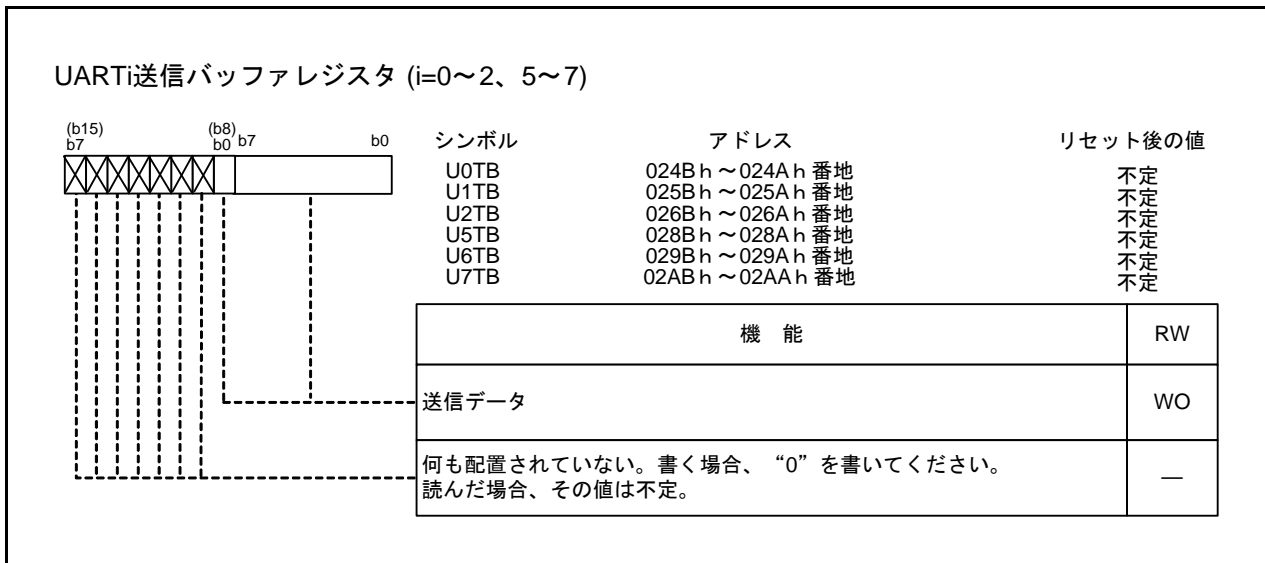 UARTi送信バッファレジスタ (i=0～2、5～7)
(b15) (b8)
b7 b0 b7 b0 シンボル アドレス リセット後の値
U0TB 024Bｈ～024Aｈ番地 不定
U1TB 025Bｈ～025Aｈ番地 不定
U2TB 026Bｈ～026Aｈ番地 不定
U5TB 028Bｈ～028Aｈ番地 不定
U6TB 029Bｈ～029Aｈ番地 不定
U7TB 02ABｈ～02AAｈ番地 不定
機 能 RW
送信データ WO
何も配置されていない。書く場合、“0”を書いてください。
読んだ場合、その値は不定。 —